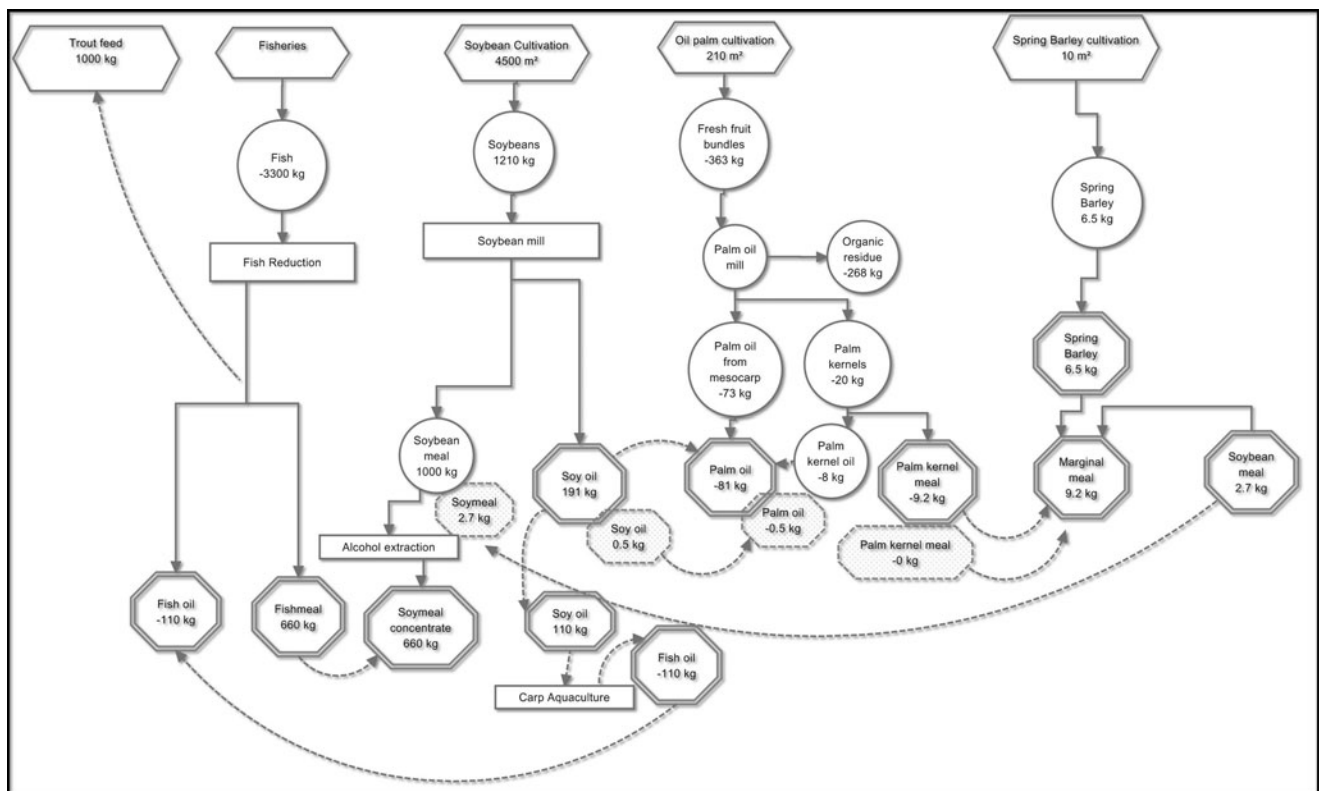 Trout feed
1000 kg
Fisheries
Soybean Cultivation
4500 m²
Oil palm cultivation
210 m²
Spring Barley cultivation
10 m²
Fish
-3300 kg
Soybeans
1210 kg
Fresh fruit
bundles
-363 kg
Spring
Barley
6.5 kg
Fish Reduction
Soybean mill
Palm oil
mill
Organic
residue
-268 kg
Palm oil
from
mesocarp
-73 kg
Palm
kernels
-20 kg
Spring
Barley
6.5 kg
Soybean
meal
1000 kg
Soymeal
2.7 kg
Soy oil
191 kg
Soy oil
0.5 kg
Palm oil
-81 kg
Palm oil
-0.5 kg
Palm
kernel oil
-8 kg
Palm kernel
meal
-9.2 kg
Palm kernel meal
-0 kg
Marginal
meal
9.2 kg
Soybean
meal
2.7 kg
Alcohol extraction
Fish oil
-110 kg
Fishmeal
660 kg
Soymeal
concentrate
660 kg
Soy oil
110 kg
Fish oil
-110 kg
Carp Aquaculture